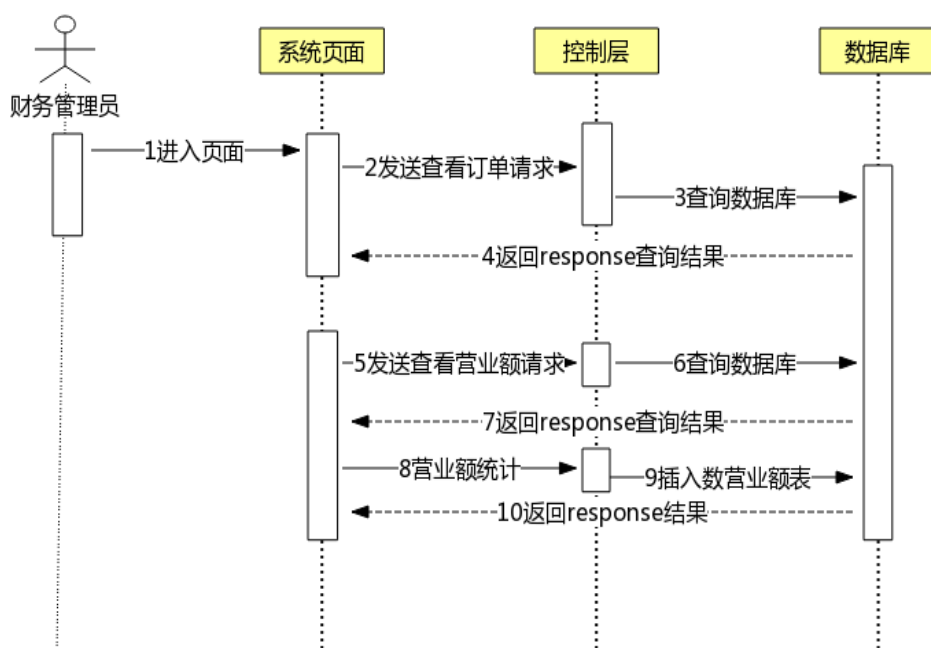 系统页面
控制层
数据库
财务管理员
1进入页面
2发送查看订单请求
3查询数据库
4返回response查询结果
5发送查看营业额请求
6查询数据库
7返回response查询结果
8营业额统计
9插入数营业额表
10返回response结果